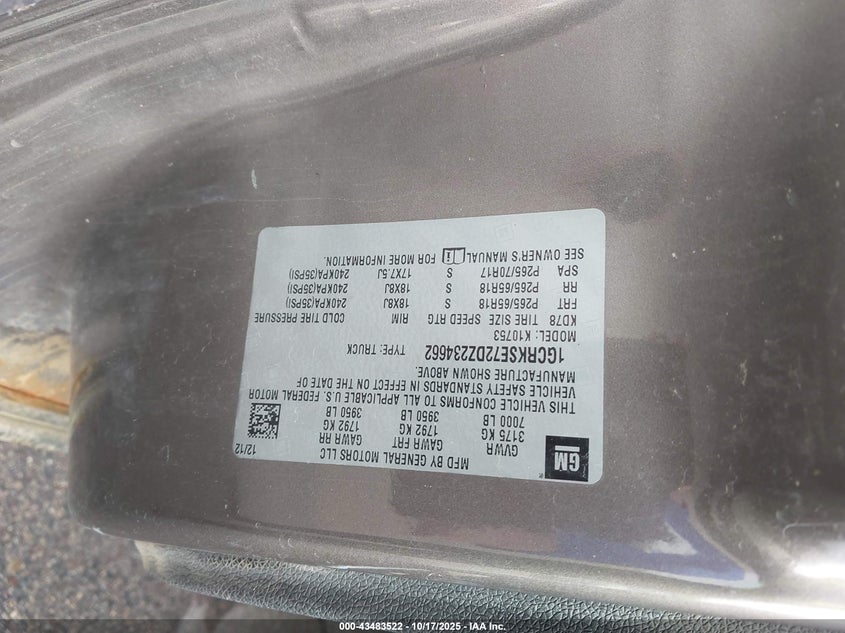 GM
MFD BY GENERAL MOTORS LLC
12/12
GVWR GAWR FRT GAWR RR
3175 KG 1792 KG 1792 KG
7000 LB 3950 LB 3950 LB
THIS VEHICLE CONFORMS TO ALL APPLICABLE U.S. FEDERAL MOTOR
VEHICLE SAFETY STANDARDS IN EFFECT ON THE DATE OF
MANUFACTURE SHOWN ABOVE.
1GCRKSE72DZ234662 TYPE: TRUCK
MODEL: K10753
KD78 TIRE SIZE SPEED RTG RIM COLD TIRE PRESSURE
FRT P265/65R18 S 18X8J 240KPA(35PSI)
RR P265/65R18 S 18X8J 240KPA(35PSI)
SPA P265/70R17 S 17X7.5J 240KPA(35PSI)
SEE OWNER'S MANUAL FOR MORE INFORMATION.
000-43483522 - 10/17/2025 - IAA Inc.